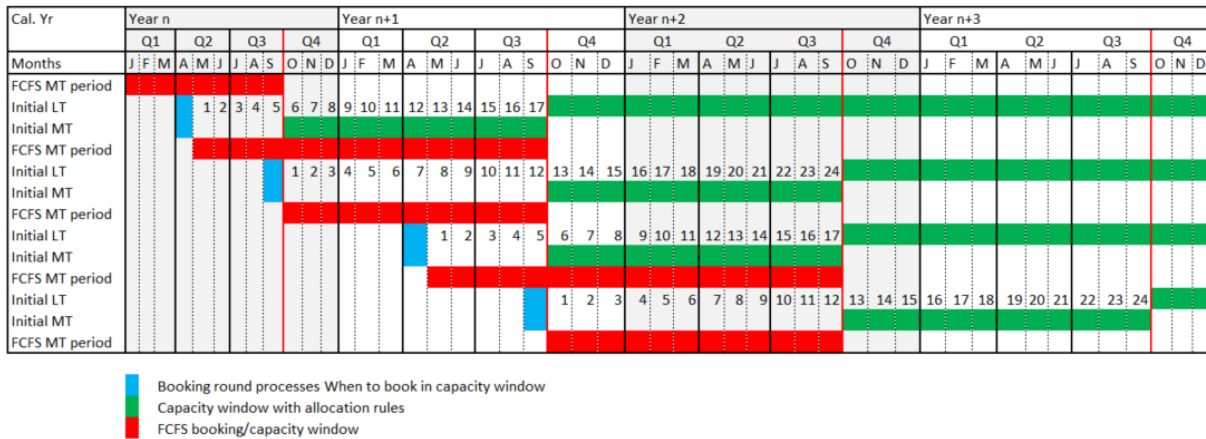 Cal. Yr Year n Year n+1 Year n+2 Year n+3
Q1 Q2 Q3 Q4 Q1 Q2 Q3 Q4 Q1 Q2 Q3 Q4 Q1 Q2 Q3 Q4
Months J F M A M J J A S O N D J F M A M J J A S O N D J F M A M J J A S O N D J F M A M J J A S O N D
FCFS MT period
Initial LT 1 2 3 4 5 6 7 8 9 10 11 12 13 14 15 16 17
Initial MT
FCFS MT period
Initial LT 1 2 3 4 5 6 7 8 9 10 11 12 13 14 15 16 17 18 19 20 21 22 23 24
Initial MT
FCFS MT period
Initial LT 1 2 3 4 5 6 7 8 9 10 11 12 13 14 15 16 17
Initial MT
FCFS MT period
Initial LT 1 2 3 4 5 6 7 8 9 10 11 12 13 14 15 16 17 18 19 20 21 22 23 24
Initial MT
FCFS MT period
Booking round processes When to book in capacity window
Capacity window with allocation rules
FCFS booking/capacity window